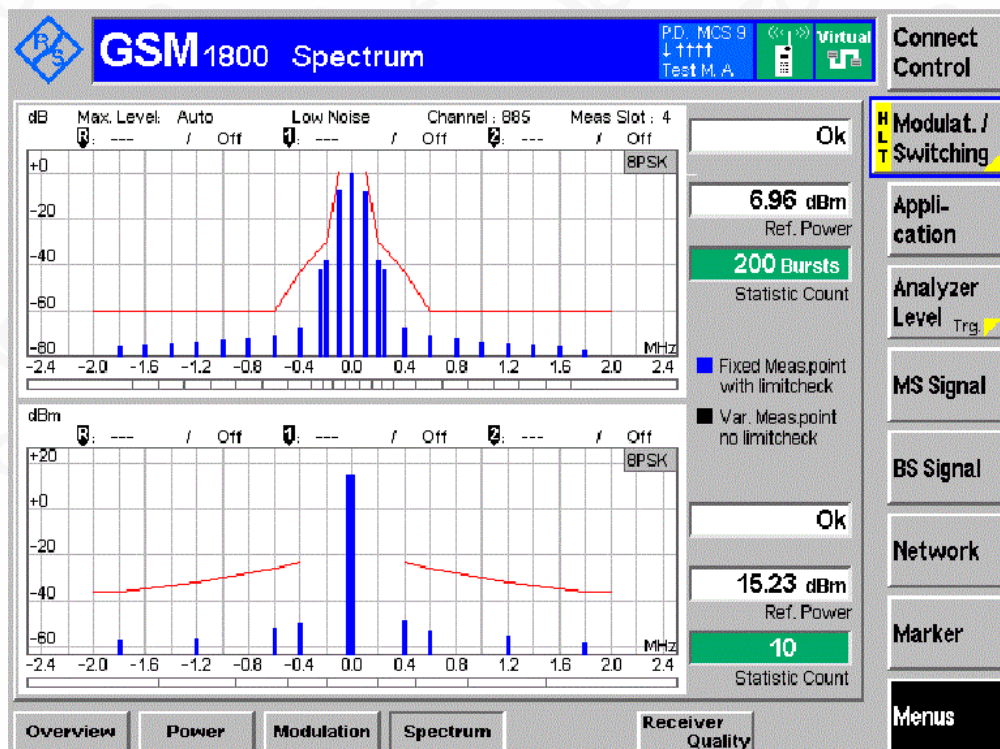 R&S
GSM 1800 Spectrum
P.D. MCS 9
↓ ↑↑↑↑
Test M. A.
Virtual
Connect Control
dB Max. Level: Auto Low Noise Channel : 885 Meas Slot : 4
R: --- / Off 1: --- / Off 2: --- / Off
8PSK
+0
-20
-40
-60
-80
MHz
-2.4 -2.0 -1.6 -1.2 -0.8 -0.4 0.0 0.4 0.8 1.2 1.6 2.0 2.4
Ok
6.96 dBm
Ref. Power
200 Bursts
Statistic Count
Fixed Meas.point
with limitcheck
Var. Meas.point
no limitcheck
dBm
R: --- / Off 1: --- / Off 2: --- / Off
8PSK
+20
+0
-20
-40
-60
MHz
-2.4 -2.0 -1.6 -1.2 -0.8 -0.4 0.0 0.4 0.8 1.2 1.6 2.0 2.4
Ok
15.23 dBm
Ref. Power
10
Statistic Count
HLT
Modulat. /
Switching
Appli-
cation
Analyzer
Level Trg.
MS Signal
BS Signal
Network
Marker
Menus
Overview Power Modulation Spectrum Receiver
Quality